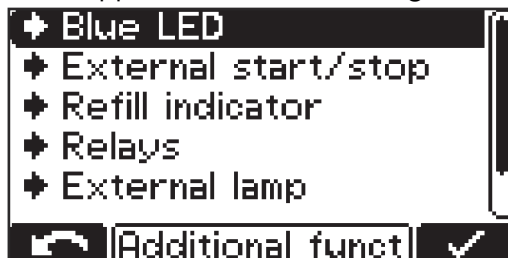 Blue LED
External start/stop
Refill indicator
Relays
External lamp
Additional funct